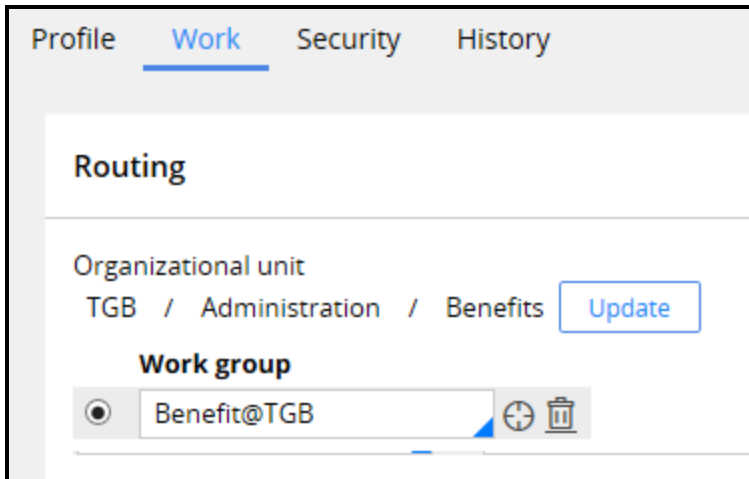 Profile Work Security History
Routing
Organizational unit
TGB / Administration / Benefits Update
Work group
Benefit@TGB